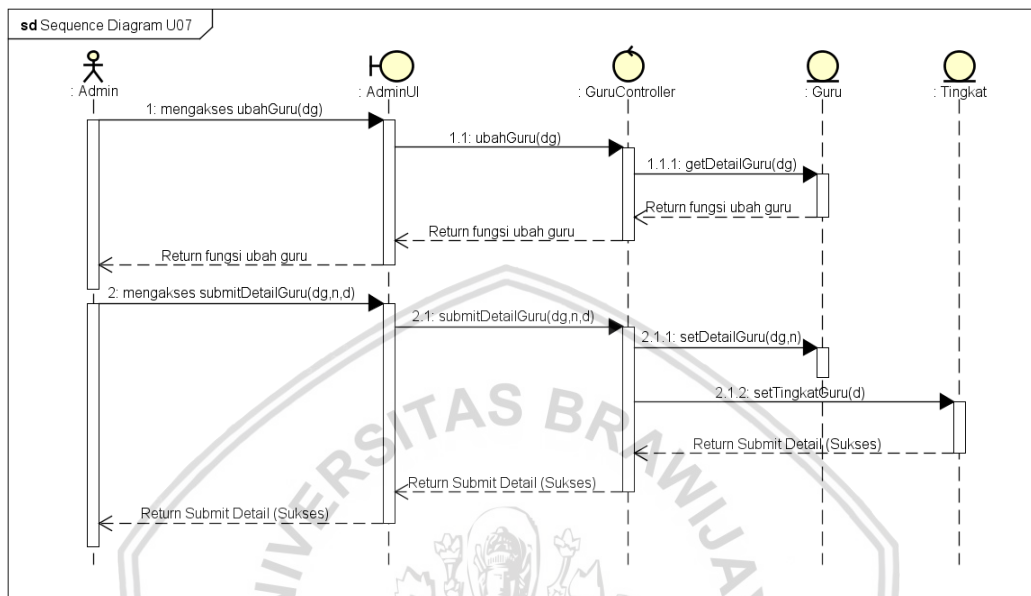 sd Sequence Diagram U07
: Admin
: AdminUI
: GuruController
: Guru
: Tingkat
1: mengakses ubahGuru(dg)
1.1: ubahGuru(dg)
1.1.1: getDetailGuru(dg)
Return fungsi ubah guru
Return fungsi ubah guru
Return fungsi ubah guru
2: mengakses submitDetailGuru(dg,n,d)
2.1: submitDetailGuru(dg,n,d)
2.1.1: setDetailGuru(dg,n)
2.1.2: setTingkatGuru(d)
Return Submit Detail (Sukses)
Return Submit Detail (Sukses)
Return Submit Detail (Sukses)